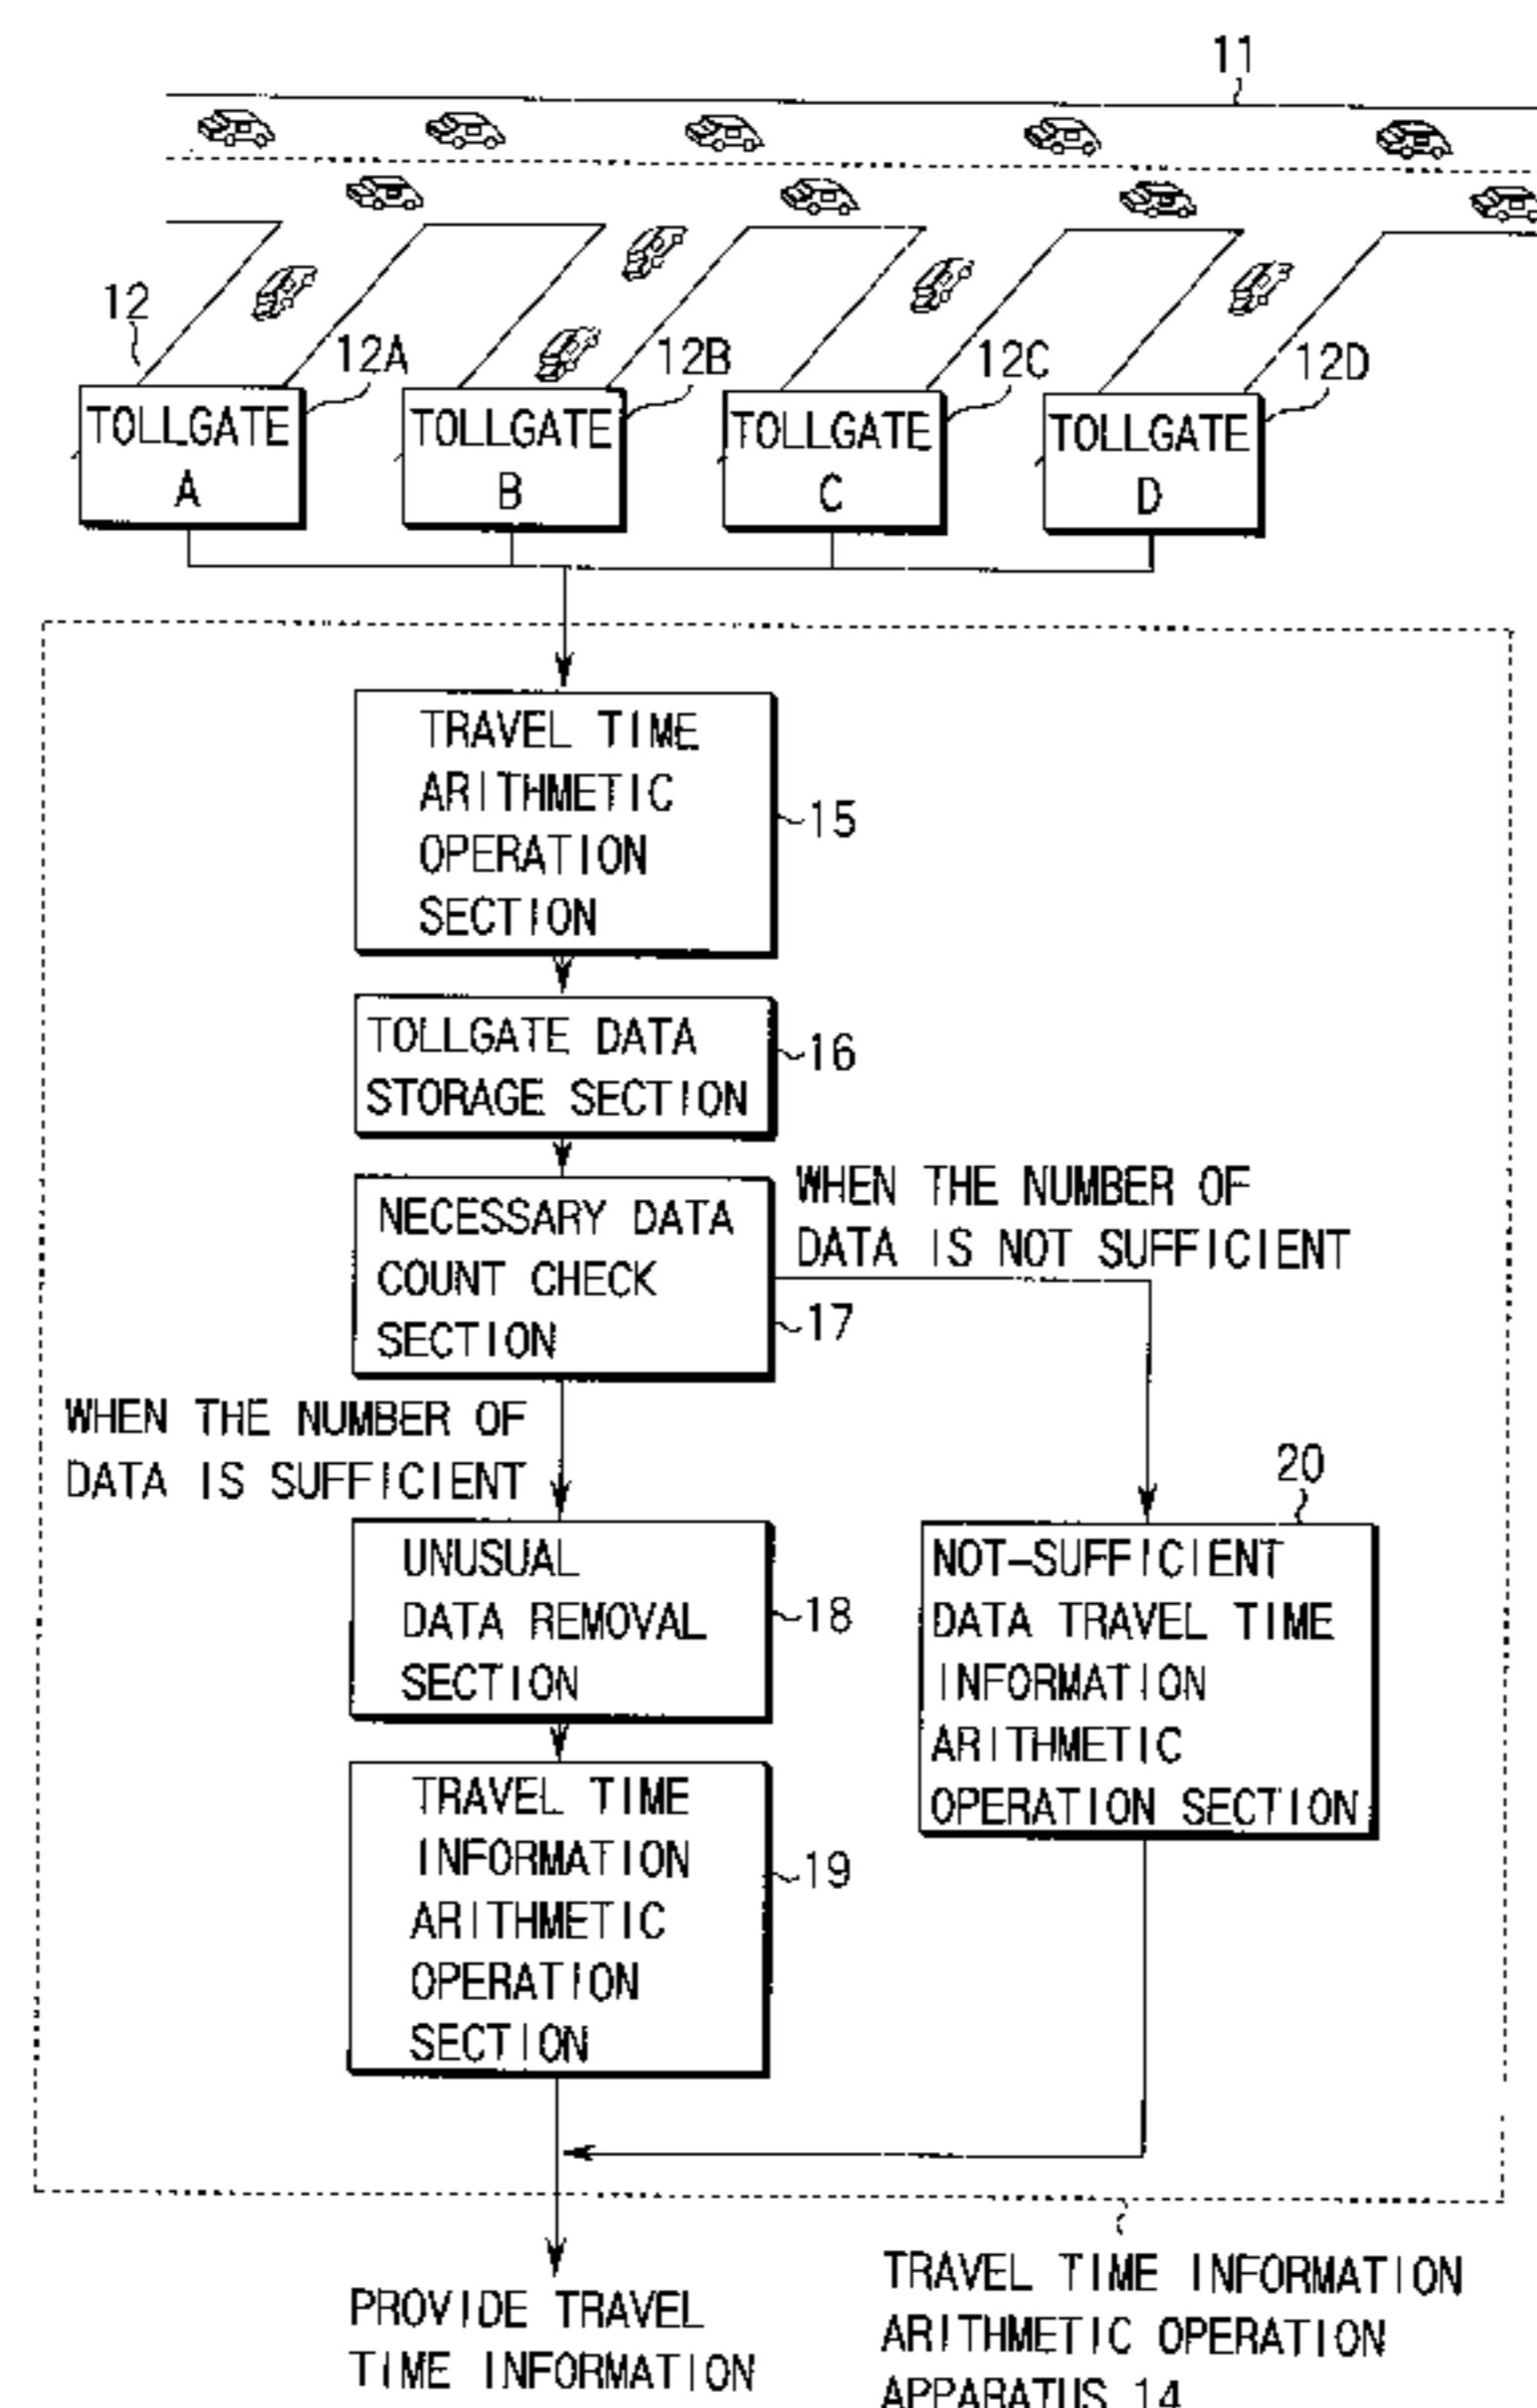 11
12
12A
12B
12C
12D
TOLLGATE
A
TOLLGATE
B
TOLLGATE
C
TOLLGATE
D
TRAVEL TIME
ARITHMETIC
OPERATION
SECTION
15
TOLLGATE DATA
STORAGE SECTION
16
NECESSARY DATA
COUNT CHECK
SECTION
17
WHEN THE NUMBER OF
DATA IS NOT SUFFICIENT
WHEN THE NUMBER OF
DATA IS SUFFICIENT
20
UNUSUAL
DATA REMOVAL
SECTION
18
NOT-SUFFICIENT
DATA TRAVEL TIME
INFORMATION
ARITHMETIC
OPERATION SECTION
TRAVEL TIME
INFORMATION
ARITHMETIC
OPERATION
SECTION
19
PROVIDE TRAVEL
TIME INFORMATION
TRAVEL TIME INFORMATION
ARITHMETIC OPERATION
APPARATUS 14